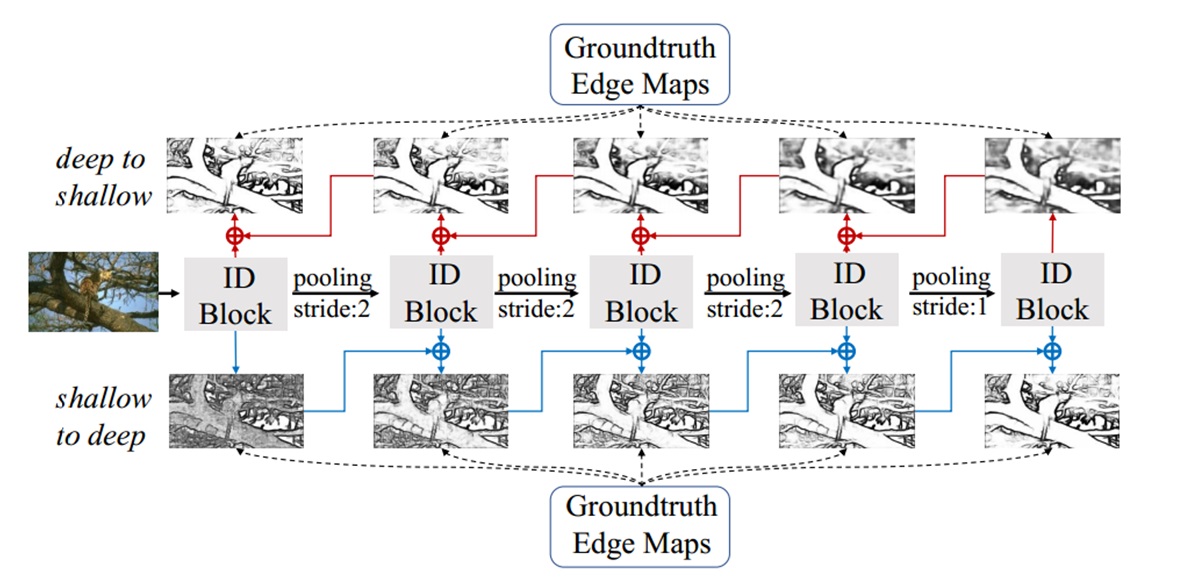 Groundtruth
Edge Maps
deep to
shallow
ID
Block
pooling
stride:2
ID
Block
pooling
stride:2
ID
Block
pooling
stride:2
ID
Block
pooling
stride:1
ID
Block
shallow
to deep
Groundtruth
Edge Maps